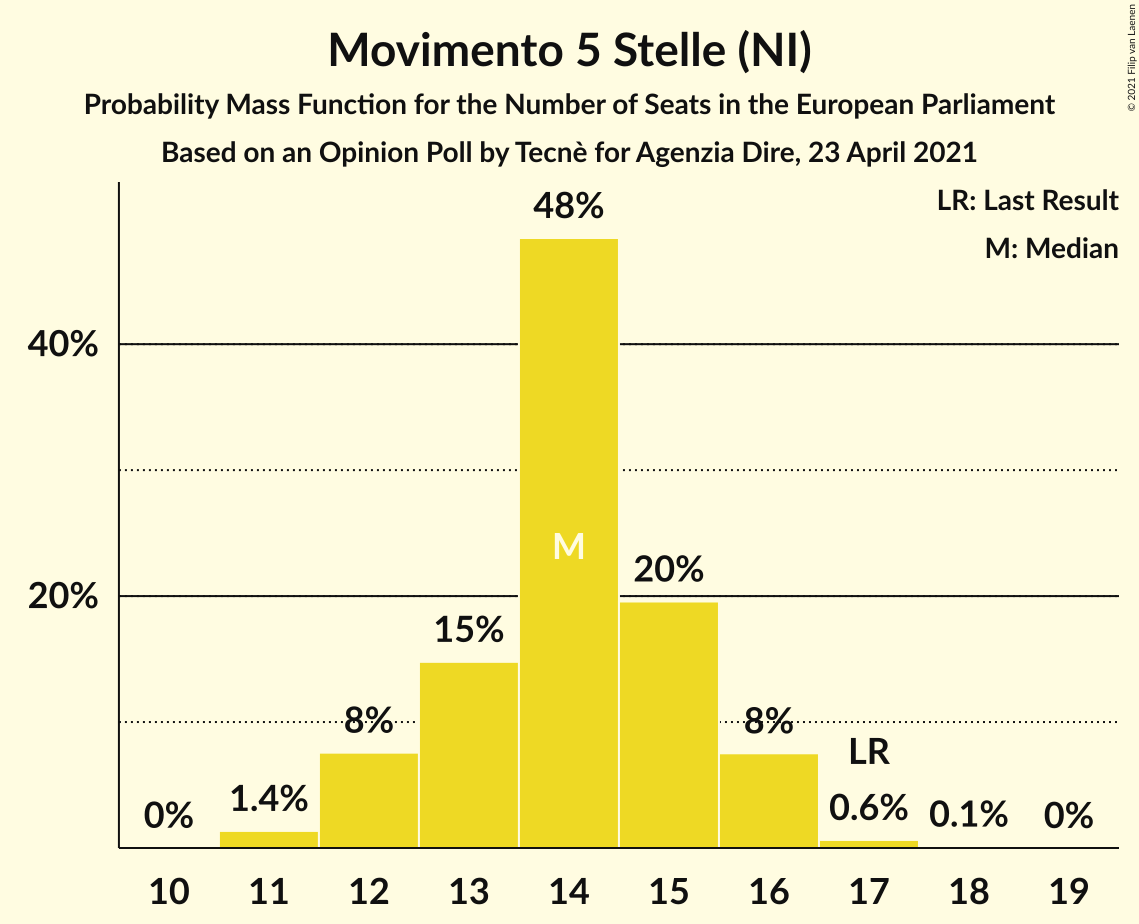 Movimento 5 Stelle (NI)
Probability Mass Function for the Number of Seats in the European Parliament
Based on an Opinion Poll by Tecnè for Agenzia Dire, 23 April 2021
© 2021 Filip van Laenen
LR: Last Result
M: Median
48%
40%
M
20%
20%
15%
8%
8%
LR
0%
1.4%
0.6%
0.1%
0%
10 11 12 13 14 15 16 17 18 19